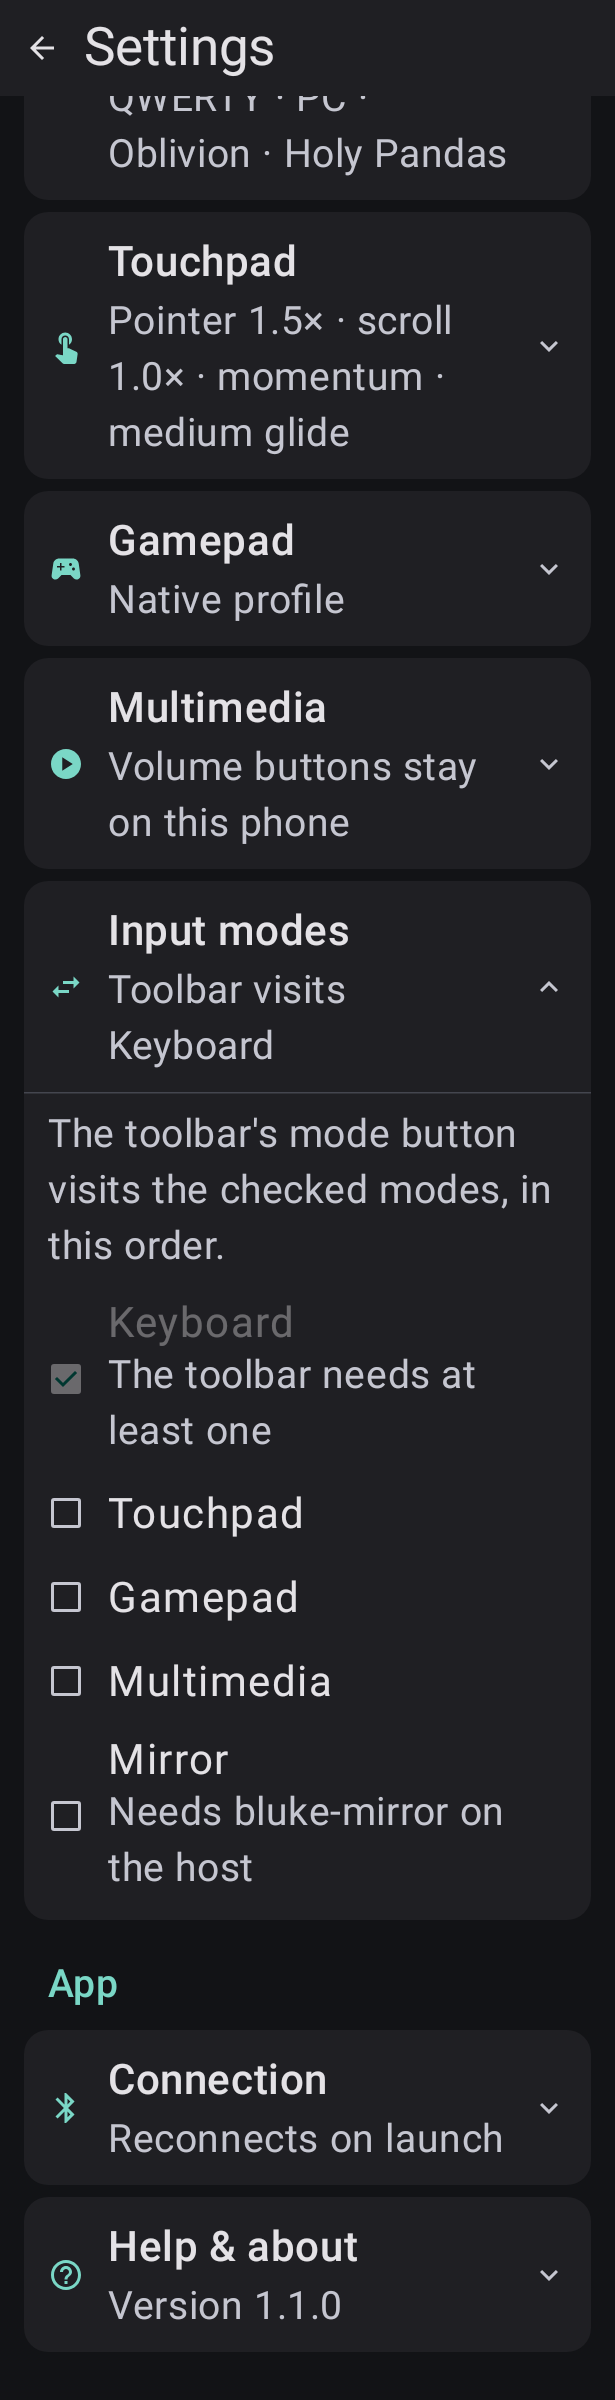 Settings
QWERTY · PC ·
Oblivion · Holy Pandas
Touchpad
Pointer 1.5× · scroll
1.0× · momentum ·
medium glide
Gamepad
Native profile
Multimedia
Volume buttons stay
on this phone
Input modes
Toolbar visits
Keyboard
The toolbar's mode button
visits the checked modes, in
this order.
Keyboard
The toolbar needs at
least one
Touchpad
Gamepad
Multimedia
Mirror
Needs bluke-mirror on
the host
App
Connection
Reconnects on launch
Help & about
Version 1.1.0